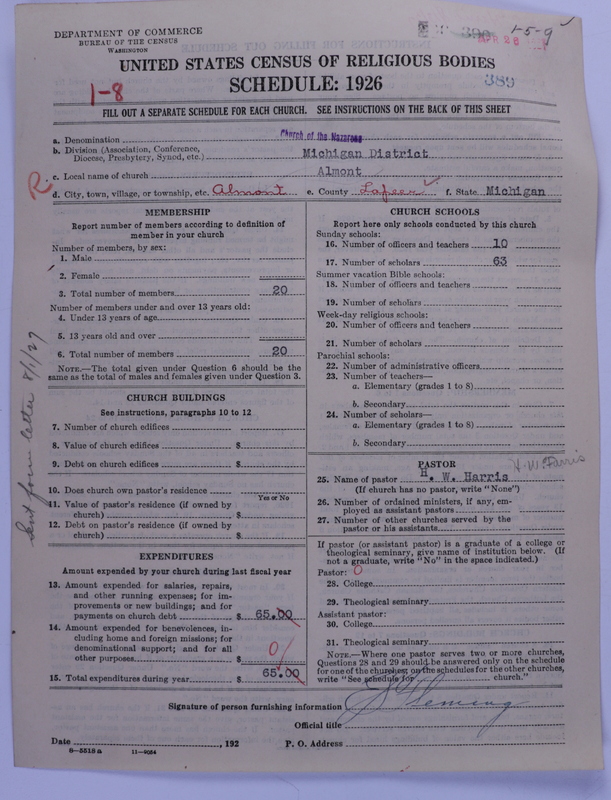 DEPARTMENT OF COMMERCE
BUREAU OF THE CENSUS
WASHINGTON
1-5-9
APR 28
389
UNITED STATES CENSUS OF RELIGIOUS BODIES
SCHEDULE: 1926
1-8
FILL OUT A SEPARATE SCHEDULE FOR EACH CHURCH. SEE INSTRUCTIONS ON THE BACK OF THIS SHEET
a. Denomination Church of the Nazarene
b. Division (Association, Conference, Diocese, Presbytery, Synod, etc.) Michigan District
R c. Local name of church Almont
d. City, town, village, or township, etc. Almont e. County Lapeer f. State Michigan
MEMBERSHIP
Report number of members according to definition of
member in your church
Number of members, by sex:
1. Male
2. Female
3. Total number of members 20
Number of members under and over 13 years old:
4. Under 13 years of age
5. 13 years old and over
6. Total number of members 20
NOTE.—The total given under Question 6 should be the
same as the total of males and females given under Question 3.
CHURCH BUILDINGS
See instructions, paragraphs 10 to 12
7. Number of church edifices
8. Value of church edifices $
9. Debt on church edifices $
10. Does church own pastor's residence
Yes or No
11. Value of pastor's residence (if owned by
church) $
12. Debt on pastor's residence (if owned by
church) $
EXPENDITURES
Amount expended by your church during last fiscal year
13. Amount expended for salaries, repairs,
and other running expenses; for im-
provements or new buildings; and for
payments on church debt $ 65.00
14. Amount expended for benevolences, in-
cluding home and foreign missions; for
denominational support; and for all
other purposes $ 0
15. Total expenditures during year $ 65.00
Sent form letter 8/1/27
CHURCH SCHOOLS
Report here only schools conducted by this church
Sunday schools:
16. Number of officers and teachers 10
17. Number of scholars 63
Summer vacation Bible schools:
18. Number of officers and teachers
19. Number of scholars
Week-day religious schools:
20. Number of officers and teachers
21. Number of scholars
Parochial schools:
22. Number of administrative officers
23. Number of teachers—
a. Elementary (grades 1 to 8)
b. Secondary
24. Number of scholars—
a. Elementary (grades 1 to 8)
b. Secondary
PASTOR
H. W. Farris
25. Name of pastor H. W. Harris
(If church has no pastor, write "None")
26. Number of ordained ministers, if any, em-
ployed as assistant pastors
27. Number of other churches served by the
pastor or his assistants
If pastor (or assistant pastor) is a graduate of a college or
theological seminary, give name of institution below. (If
not a graduate, write "No" in the space indicated.)
Pastor: 0
28. College
29. Theological seminary
Assistant pastor:
30. College
31. Theological seminary
NOTE.—Where one pastor serves two or more churches,
Questions 28 and 29 should be answered only on the schedule
for one of the churches; on the schedules for the other churches,
write "See schedule for church."
Signature of person furnishing information Fleming
Official title
Date , 192 P. O. Address
8—5518a 11—9034